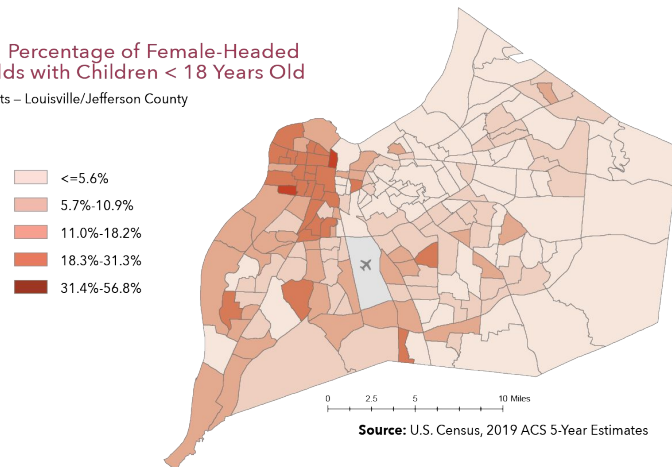 Percentage of Female-Headed
lds with Children < 18 Years Old
ts – Louisville/Jefferson County
<=5.6%
5.7%-10.9%
11.0%-18.2%
18.3%-31.3%
31.4%-56.8%
0 2.5 5 10 Miles
Source: U.S. Census, 2019 ACS 5-Year Estimates